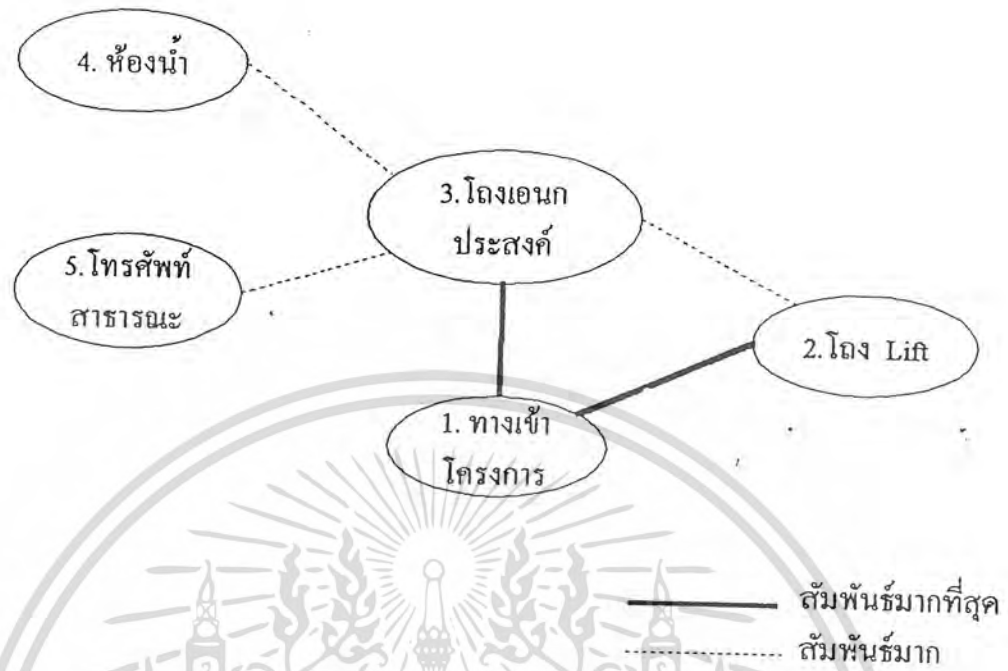 4. ห้องน้ำ
3.โถงเอนก
ประสงค์
5.โทรศัพท์
สาธารณะ
2.โถง Lift
1. ทางเข้า
โครงการ
สัมพันธ์มากที่สุด
สัมพันธ์มาก